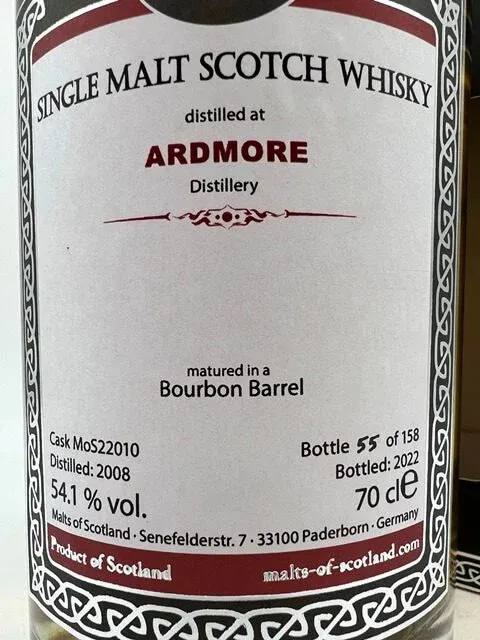 SINGLE MALT SCOTCH WHISKY
distilled at
ARDMORE
Distillery
matured in a
Bourbon Barrel
Cask MoS22010
Distilled: 2008
54.1 % vol.
Bottle 55 of 158
Bottled: 2022
70 cl e
Malts of Scotland · Senefelderstr. 7 · 33100 Paderborn · Germany
Product of Scotland
malts-of-scotland.com